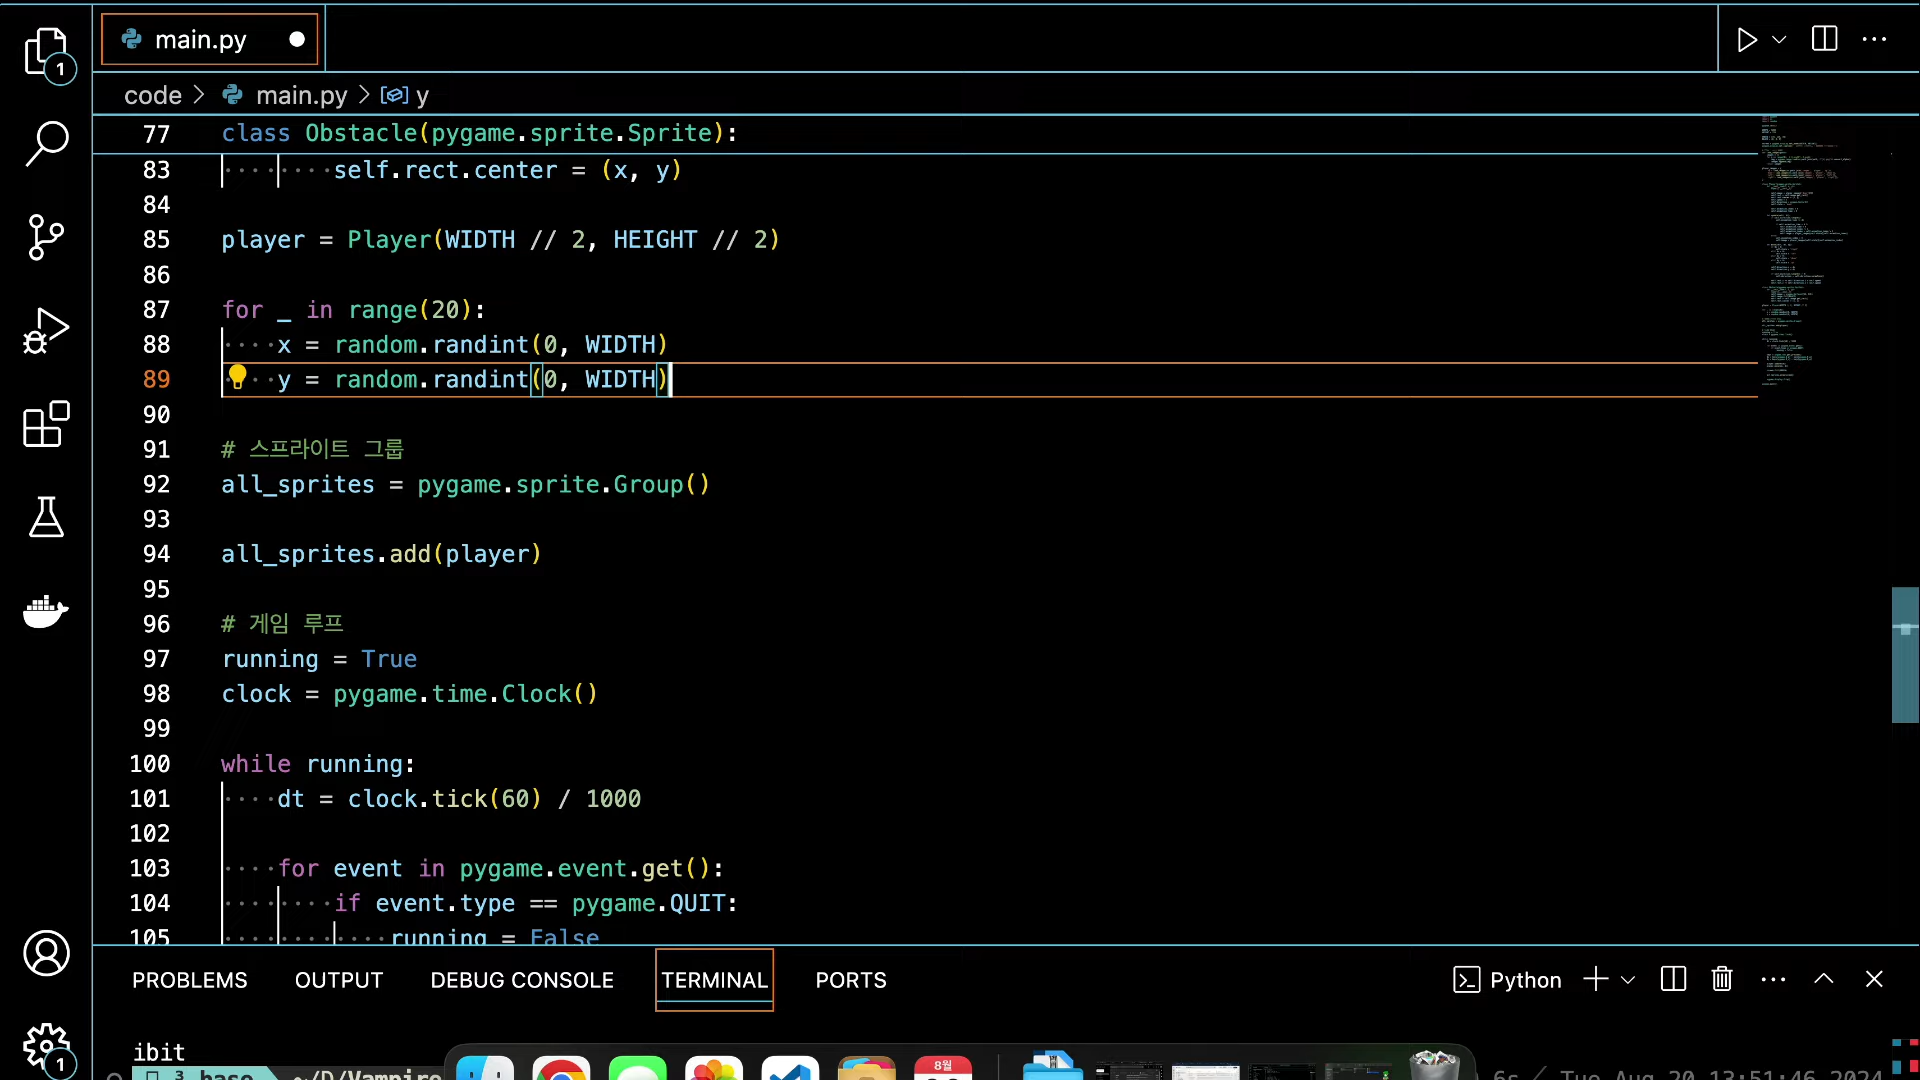 main.py
code > main.py > y
77 class Obstacle(pygame.sprite.Sprite):
83 self.rect.center = (x, y)
84
85 player = Player(WIDTH // 2, HEIGHT // 2)
86
87 for _ in range(20):
88 x = random.randint(0, WIDTH)
89 y = random.randint(0, WIDTH)
90
91 # 스프라이트 그룹
92 all_sprites = pygame.sprite.Group()
93
94 all_sprites.add(player)
95
96 # 게임 루프
97 running = True
98 clock = pygame.time.Clock()
99
100 while running:
101 dt = clock.tick(60) / 1000
102
103 for event in pygame.event.get():
104 if event.type == pygame.QUIT:
105 running = False
PROBLEMS OUTPUT DEBUG CONSOLE TERMINAL PORTS Python
ibit
3 base ~/D/Vampire
8월
6s / Tue Aug 20 13:51:46 2024
1
1